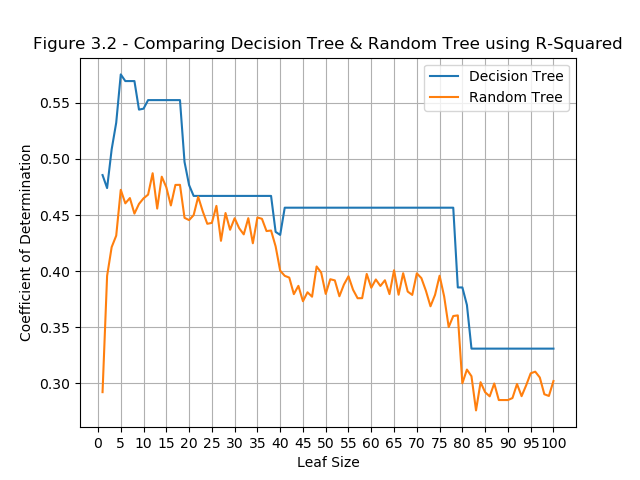 Figure 3.2 - Comparing Decision Tree & Random Tree using R-Squared
Decision Tree
Random Tree
Coefficient of Determination
0.55
0.50
0.45
0.40
0.35
0.30
0 5 10 15 20 25 30 35 40 45 50 55 60 65 70 75 80 85 90 95 100
Leaf Size